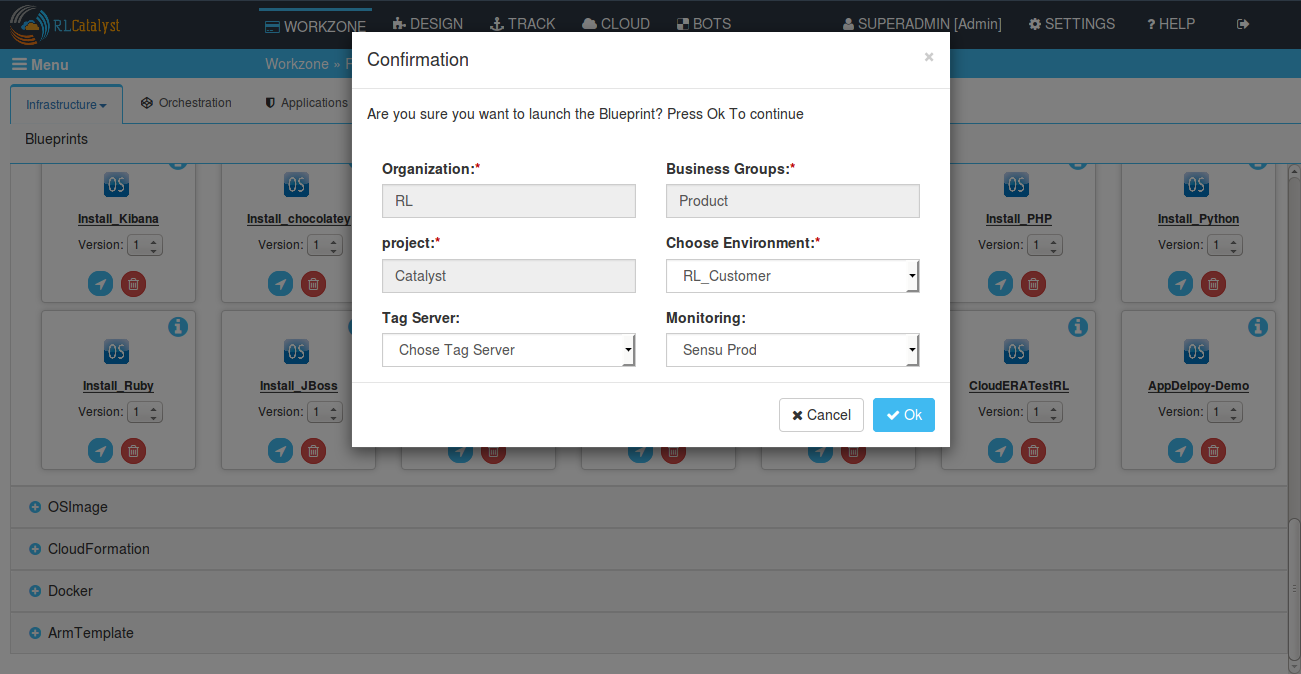 RLCatalyst WORKZONE DESIGN TRACK CLOUD BOTS SUPERADMIN [Admin] SETTINGS ? HELP
Menu Workzone »
Infrastructure Orchestration Applications
Blueprints
Confirmation ×
Are you sure you want to launch the Blueprint? Press Ok To continue
Organization:* Business Groups:*
RL Product
project:* Choose Environment:*
Catalyst RL_Customer
Tag Server: Monitoring:
Chose Tag Server Sensu Prod
Cancel Ok
OS OS OS OS
Install_Kibana Install_chocolatey Install_PHP Install_Python
Version: 1 Version: 1 Version: 1 Version: 1
OS OS OS OS
Install_Ruby Install_JBoss CloudERATestRL AppDelpoy-Demo
Version: 1 Version: 1 Version: 1 Version: 1
OSImage
CloudFormation
Docker
ArmTemplate